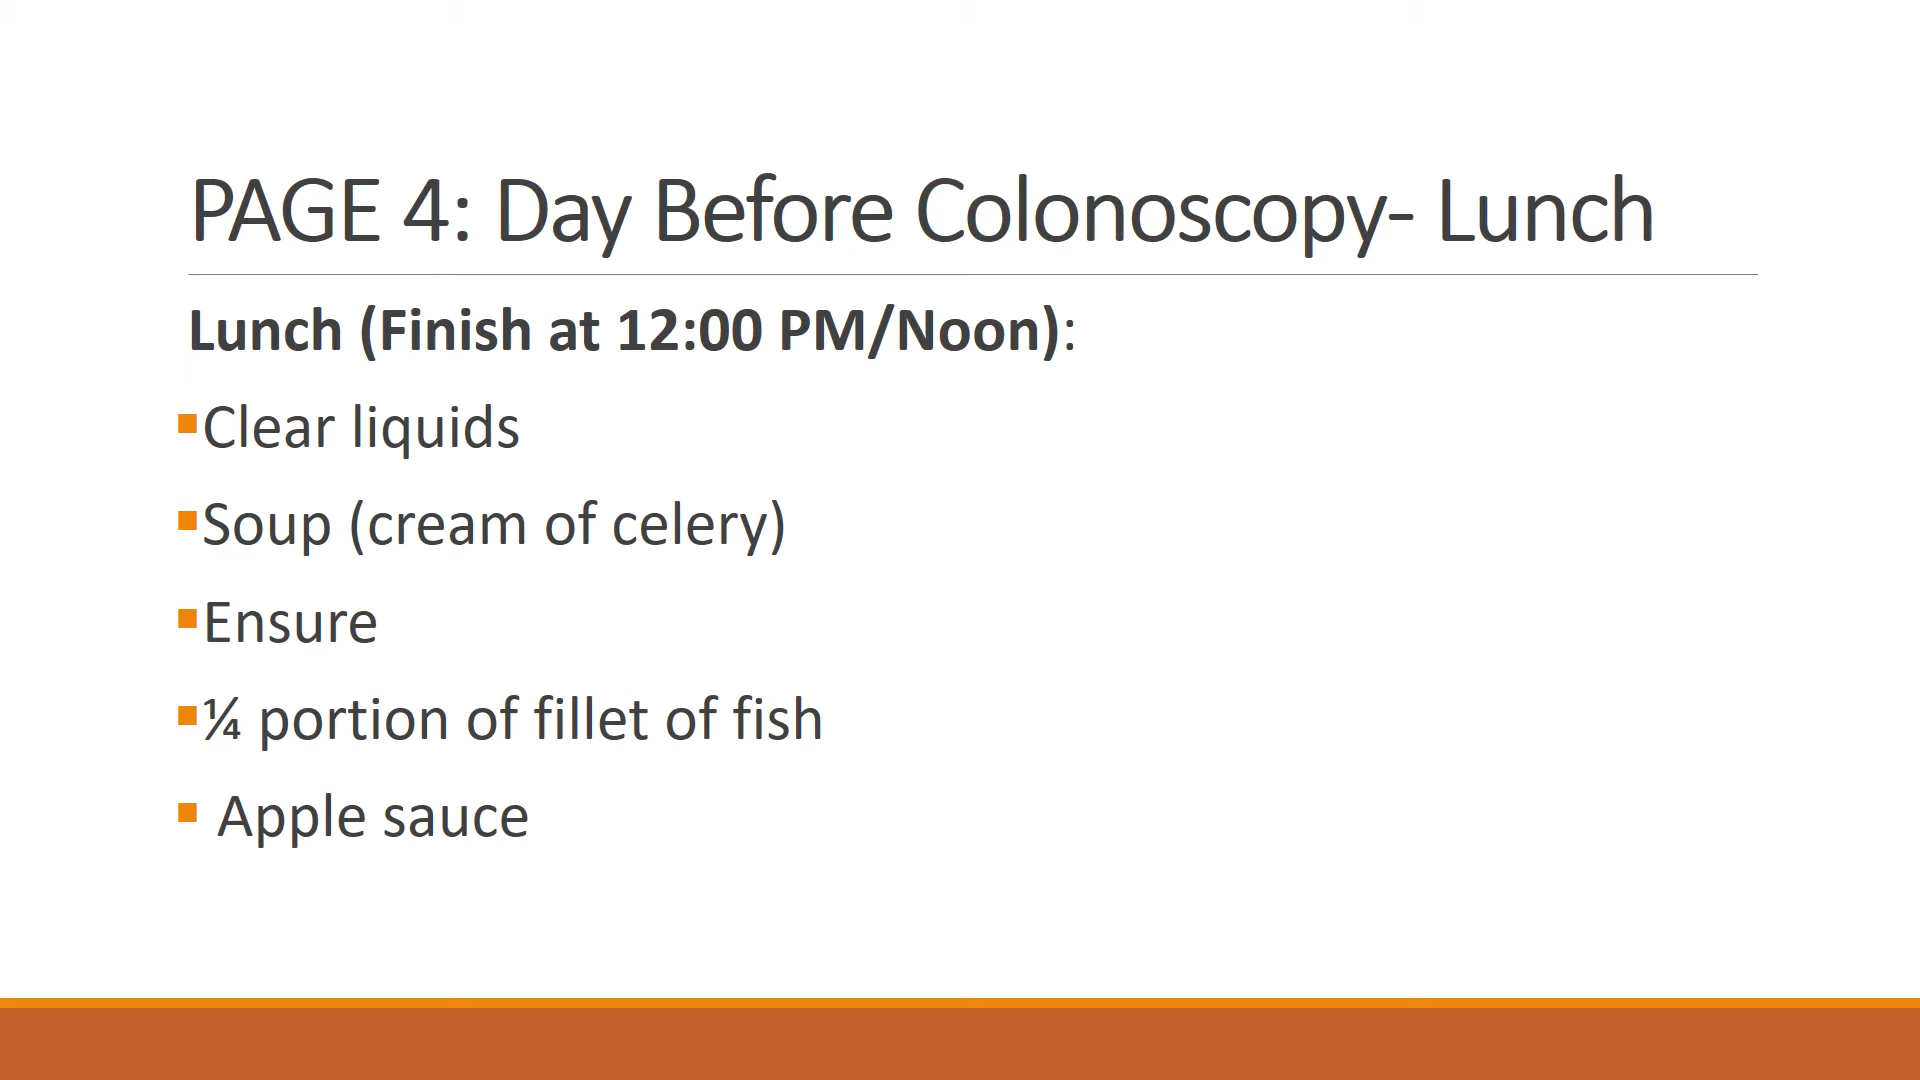 PAGE 4: Day Before Colonoscopy- Lunch
Lunch (Finish at 12:00 PM/Noon):
▪Clear liquids
▪Soup (cream of celery)
▪Ensure
▪¼ portion of fillet of fish
▪ Apple sauce